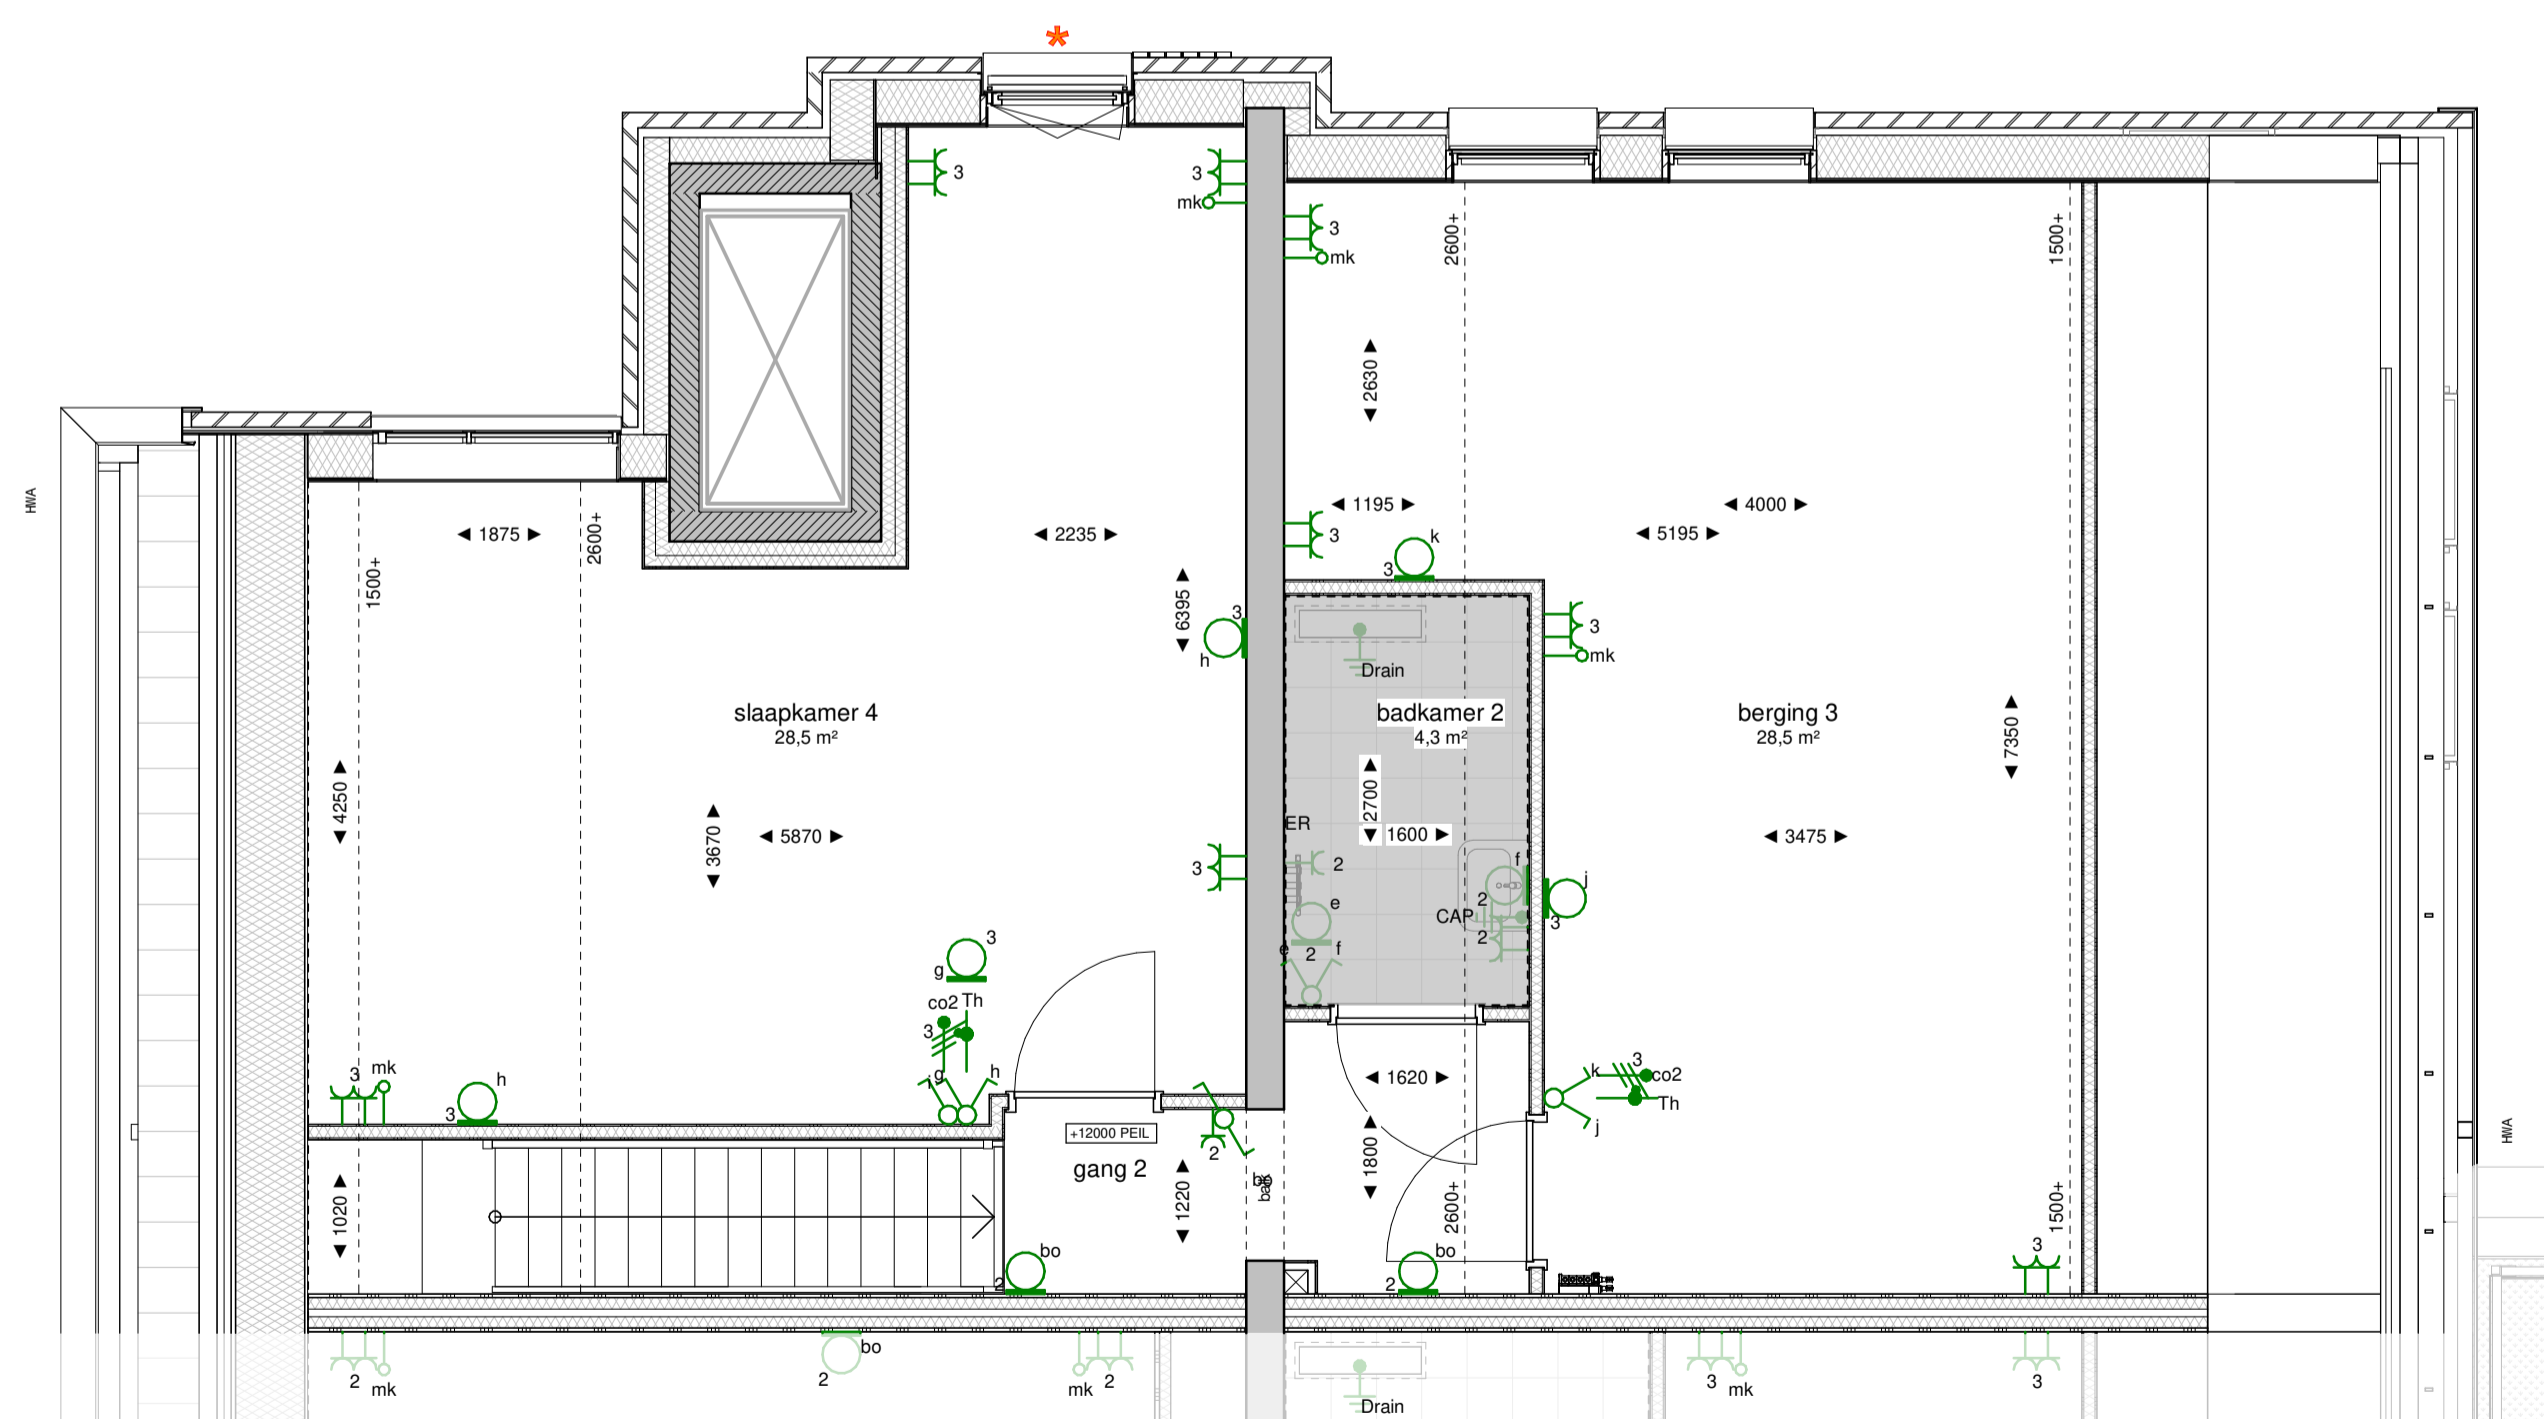 *
3
3
mk
3
mk
2600+
1500+
2630
HWA
1875
2600+
1500+
2235
1195
4000
5195
3
k
3
6395
3
h
3
mk
Drain
slaapkamer 4
28,5 m²
badkamer 2
4,3 m²
berging 3
28,5 m²
7350
4250
3670
5870
2700
1600
3475
ER
3
2
f
2
j
e
CAP
3
2
e
2
f
3
g
co2 Th
3
mk
3
h
3
g
h
1620
k
3
co2
Th
j
+12000 PEIL
gang 2
2
1800
HWA
1020
1220
2600+
1500+
bo
2
bo
2
3
2
mk
bo
2
mk
2
3
mk
3
Drain